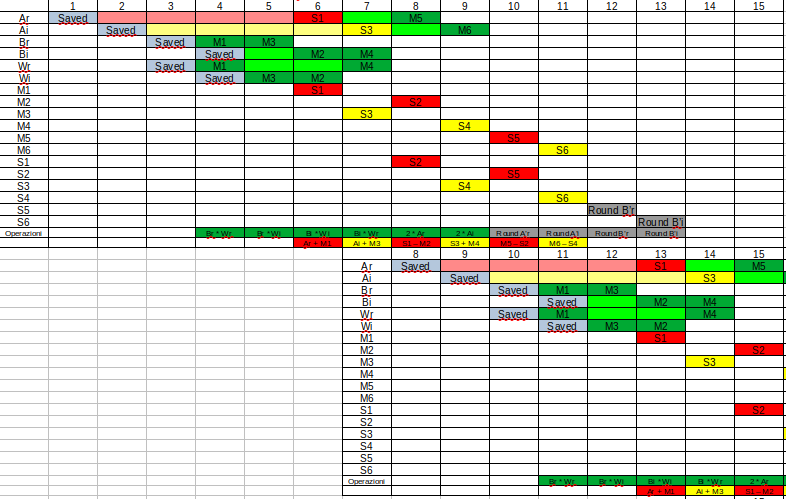 1 2 3 4 5 6 7 8 9 10 11 12 13 14 15
Ar Saved S1 M5
Ai Saved S3 M6
Br Saved M1 M3
Bi Saved M2 M4
Wr Saved M1 M4
Wi Saved M3 M2
M1 S1
M2 S2
M3 S3
M4 S4
M5 S5
M6 S6
S1 S2
S2 S5
S3 S4
S4 S6
S5 Round B'r
S6 Round B'i
Operazioni Br * Wr Br * Wi Bi * Wi Bi * Wr 2 * Ar 2 * Ai Round A'r Round A'i Round B'r Round B'i
Ar + M1 Ai + M3 S1 – M2 S3 + M4 M5 – S2 M6 – S4
8 9 10 11 12 13 14 15
Ar Saved S1 M5
Ai Saved S3
Br Saved M1 M3
Bi Saved M2 M4
Wr Saved M1 M4
Wi Saved M3 M2
M1 S1
M2 S2
M3 S3
M4
M5
M6
S1 S2
S2
S3
S4
S5
S6
Operazioni Br * Wr Br * Wi Bi * Wi Bi * Wr 2 * Ar
Ar + M1 Ai + M3 S1 – M2